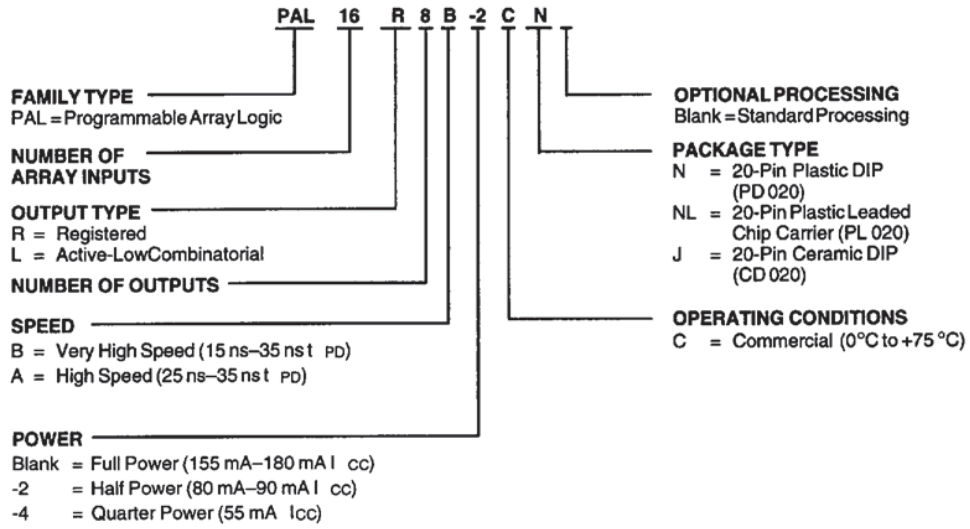 PAL 16 R 8 B -2 C N
FAMILY TYPE
PAL = Programmable Array Logic
NUMBER OF
ARRAY INPUTS
OUTPUT TYPE
R = Registered
L = Active-Low Combinatorial
NUMBER OF OUTPUTS
SPEED
B = Very High Speed (15 ns–35 ns t PD)
A = High Speed (25 ns–35 ns t PD)
POWER
Blank = Full Power (155 mA–180 mA I CC)
-2 = Half Power (80 mA–90 mA I CC)
-4 = Quarter Power (55 mA ICC)
OPTIONAL PROCESSING
Blank = Standard Processing
PACKAGE TYPE
N = 20-Pin Plastic DIP
(PD 020)
NL = 20-Pin Plastic Leaded
Chip Carrier (PL 020)
J = 20-Pin Ceramic DIP
(CD 020)
OPERATING CONDITIONS
C = Commercial (0°C to +75 °C)